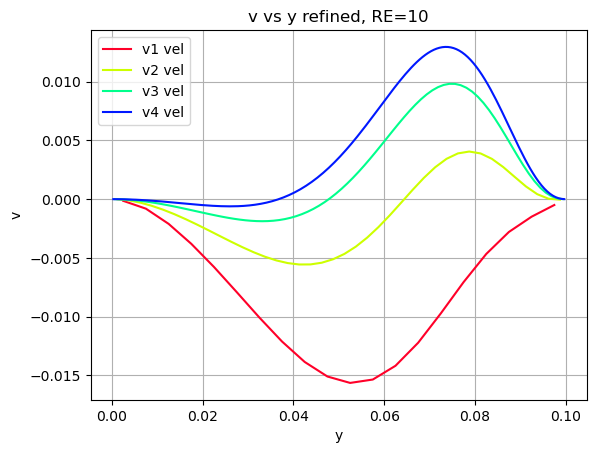 v vs y refined, RE=10
v1 vel
v2 vel
v3 vel
v4 vel
0.010
0.005
0.000
−0.005
−0.010
−0.015
v
0.00 0.02 0.04 0.06 0.08 0.10
y